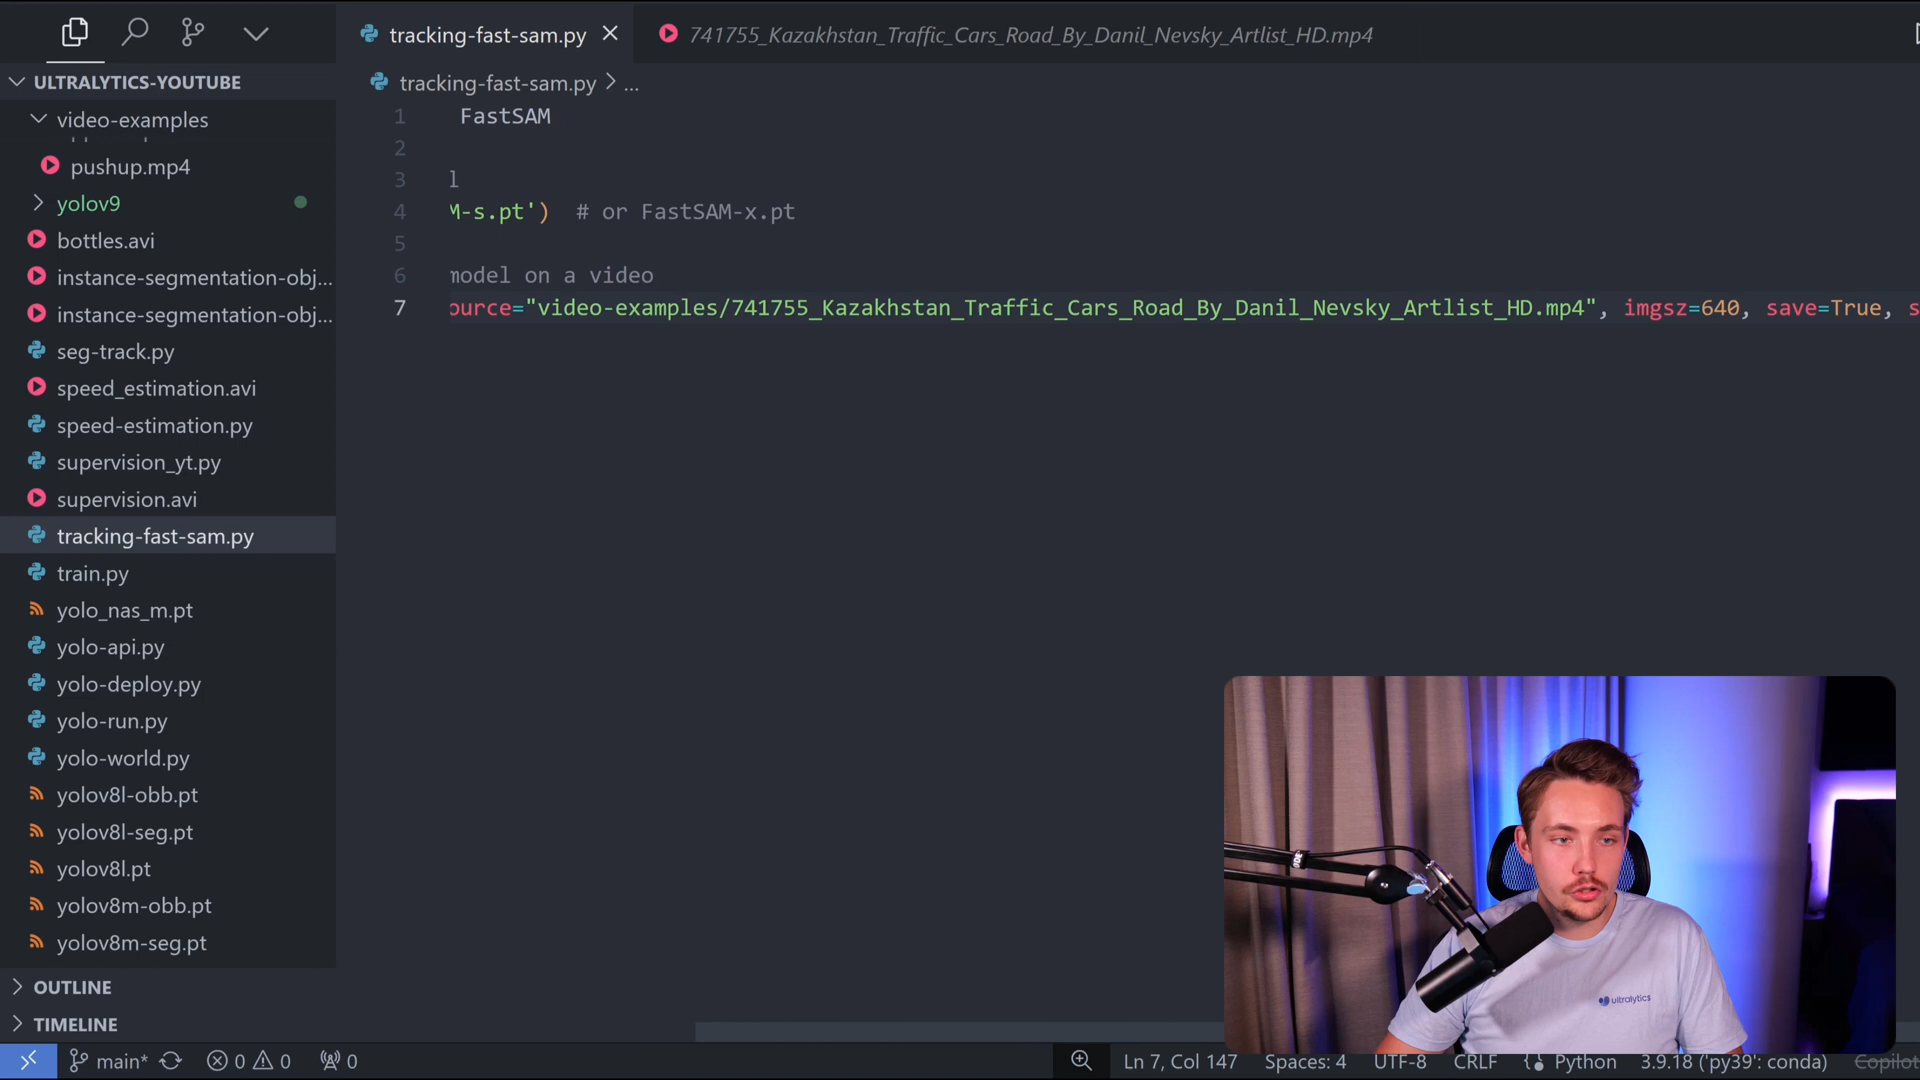 tracking-fast-sam.py
741755_Kazakhstan_Traffic_Cars_Road_By_Danil_Nevsky_Artlist_HD.mp4
ULTRALYTICS-YOUTUBE
tracking-fast-sam.py > ...
video-examples
pushup.mp4
yolov9
bottles.avi
instance-segmentation-obj...
instance-segmentation-obj...
seg-track.py
speed_estimation.avi
speed-estimation.py
supervision_yt.py
supervision.avi
tracking-fast-sam.py
train.py
yolo_nas_m.pt
yolo-api.py
yolo-deploy.py
yolo-run.py
yolo-world.py
yolov8l-obb.pt
yolov8l-seg.pt
yolov8l.pt
yolov8m-obb.pt
yolov8m-seg.pt
OUTLINE
TIMELINE
1 FastSAM
2
3 l
4 M-s.pt') # or FastSAM-x.pt
5
6 model on a video
7 ource="video-examples/741755_Kazakhstan_Traffic_Cars_Road_By_Danil_Nevsky_Artlist_HD.mp4", imgsz=640, save=True, s
ultralytics
main* 0 0 0 Ln 7, Col 147 Spaces: 4 UTF-8 CRLF Python 3.9.18 ('py39': conda) Copilot